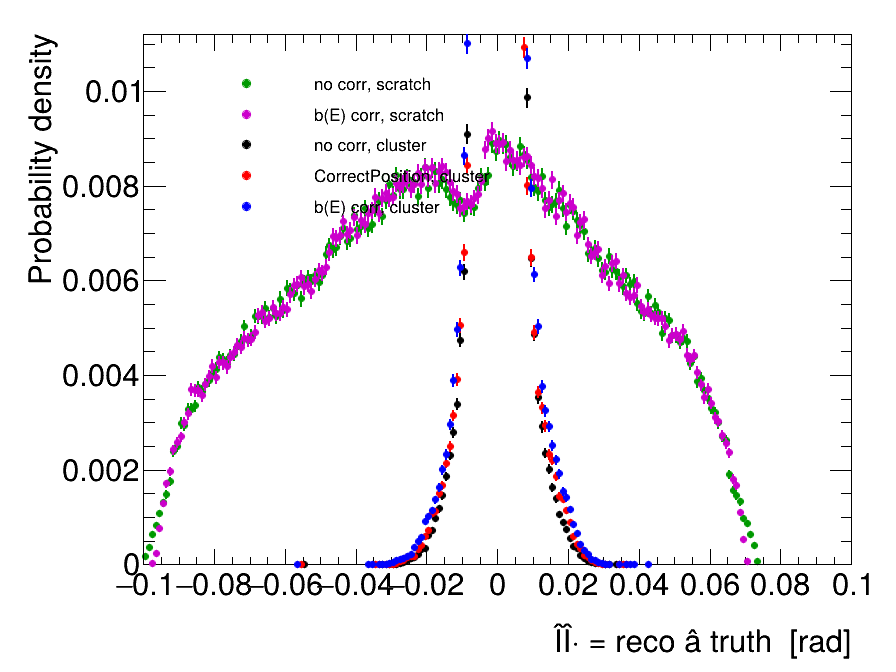 Probability density
0.01
0.008
0.006
0.004
0.002
0
no corr, scratch
b(E) corr, scratch
no corr, cluster
CorrectPosition, cluster
b(E) corr, cluster
−0.1 −0.08 −0.06 −0.04 −0.02 0 0.02 0.04 0.06 0.08 0.1
ÎÎ· = reco â truth [rad]